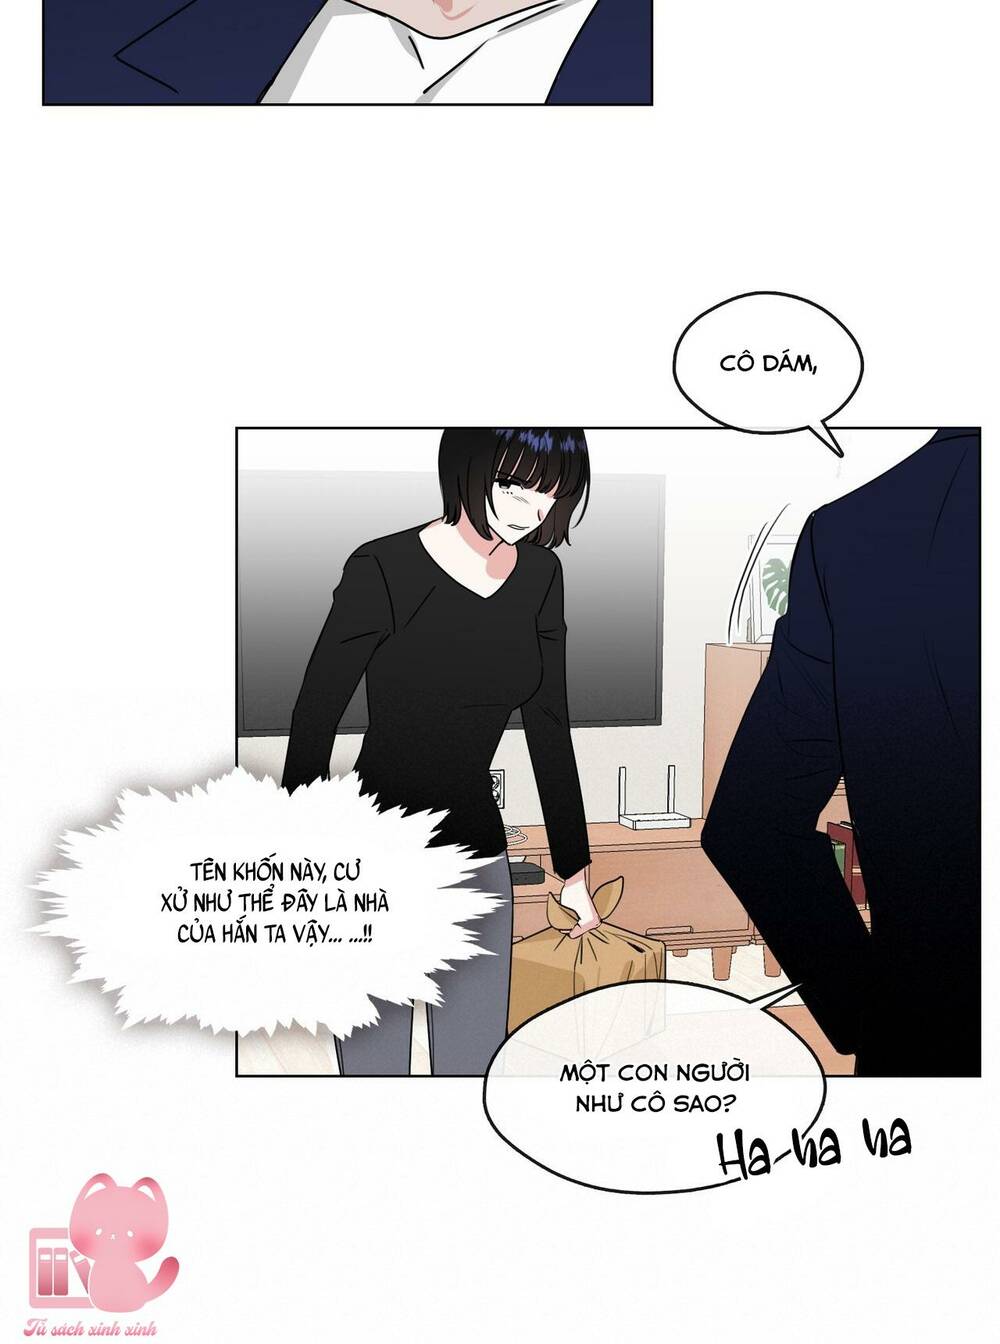 CÔ DÁM,
TÊN KHỐN NÀY, CƯ
XỬ NHƯ THỂ ĐÂY LÀ NHÀ
CỦA HẮN TA VẬY... ...!!
MỘT CON NGƯỜI
NHƯ CÔ SAO?
Ha-ha ha
Tủ sách xinh xinh